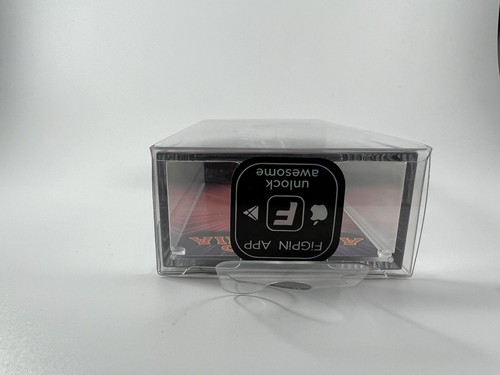 FiGPiN APP
F
unlock
awesome